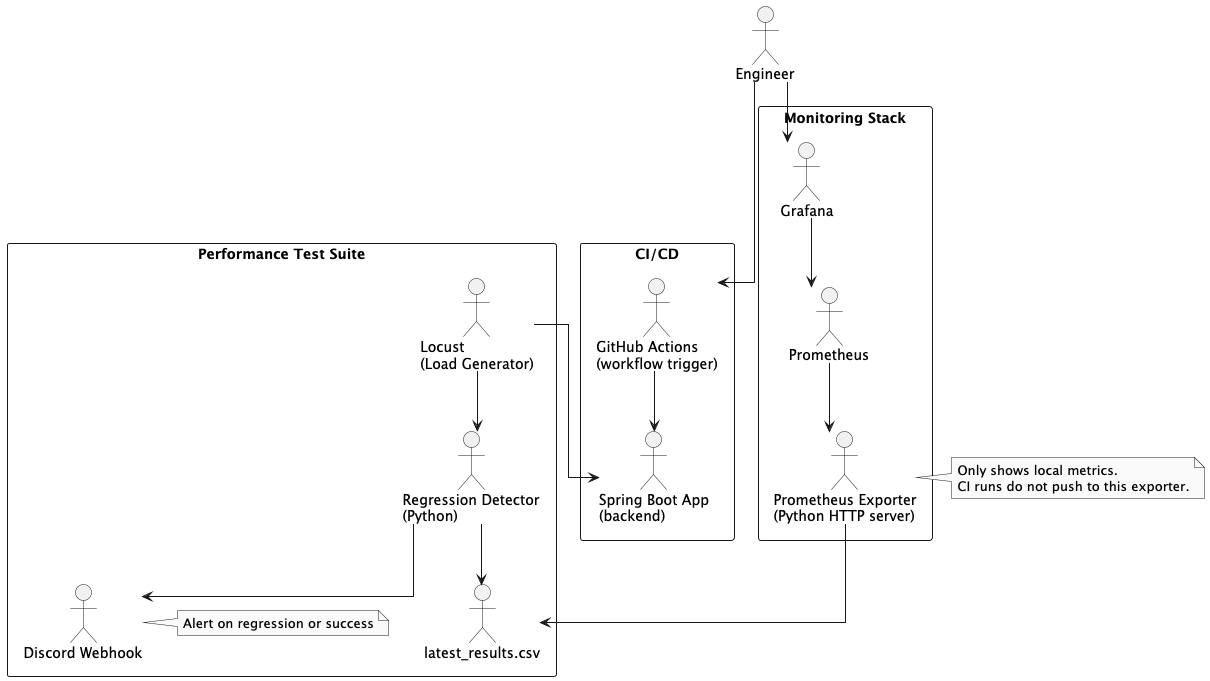 Engineer
Monitoring Stack
Grafana
Performance Test Suite
CI/CD
Locust
(Load Generator)
GitHub Actions
(workflow trigger)
Prometheus
Regression Detector
(Python)
Spring Boot App
(backend)
Prometheus Exporter
(Python HTTP server)
Only shows local metrics.
CI runs do not push to this exporter.
Discord Webhook
Alert on regression or success
latest_results.csv